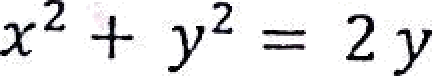 x² + y² = 2y